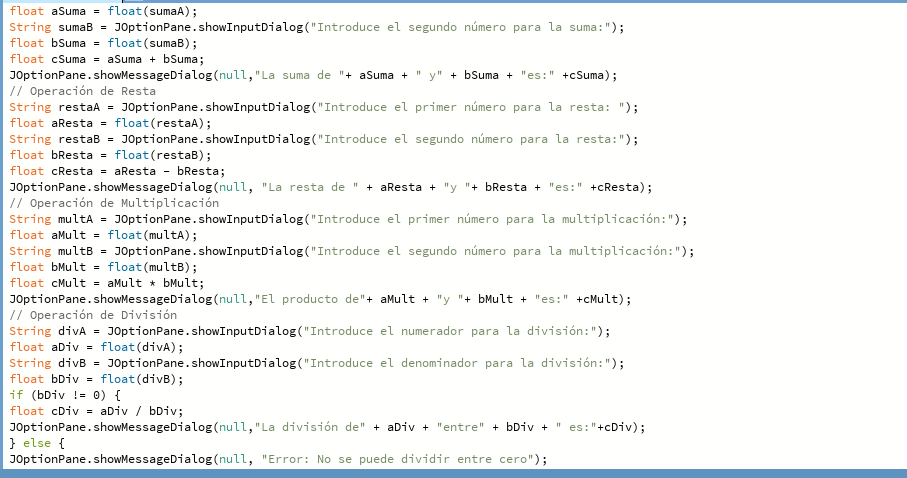 float aSuma = float(sumaA);
String sumaB = JOptionPane.showInputDialog("Introduce el segundo número para la suma:");
float bSuma = float(sumaB);
float cSuma = aSuma + bSuma;
JOptionPane.showMessageDialog(null,"La suma de "+ aSuma + " y" + bSuma + "es:" +cSuma);
// Operación de Resta
String restaA = JOptionPane.showInputDialog("Introduce el primer número para la resta: ");
float aResta = float(restaA);
String restaB = JOptionPane.showInputDialog("Introduce el segundo número para la resta:");
float bResta = float(restaB);
float cResta = aResta - bResta;
JOptionPane.showMessageDialog(null, "La resta de " + aResta + "y "+ bResta + "es:" +cResta);
// Operación de Multiplicación
String multA = JOptionPane.showInputDialog("Introduce el primer número para la multiplicación:");
float aMult = float(multA);
String multB = JOptionPane.showInputDialog("Introduce el segundo número para la multiplicación:");
float bMult = float(multB);
float cMult = aMult * bMult;
JOptionPane.showMessageDialog(null,"El producto de"+ aMult + "y "+ bMult + "es:" +cMult);
// Operación de División
String divA = JOptionPane.showInputDialog("Introduce el numerador para la división:");
float aDiv = float(divA);
String divB = JOptionPane.showInputDialog("Introduce el denominador para la división:");
float bDiv = float(divB);
if (bDiv != 0) {
float cDiv = aDiv / bDiv;
JOptionPane.showMessageDialog(null,"La división de" + aDiv + "entre" + bDiv + " es:"+cDiv);
} else {
JOptionPane.showMessageDialog(null, "Error: No se puede dividir entre cero");